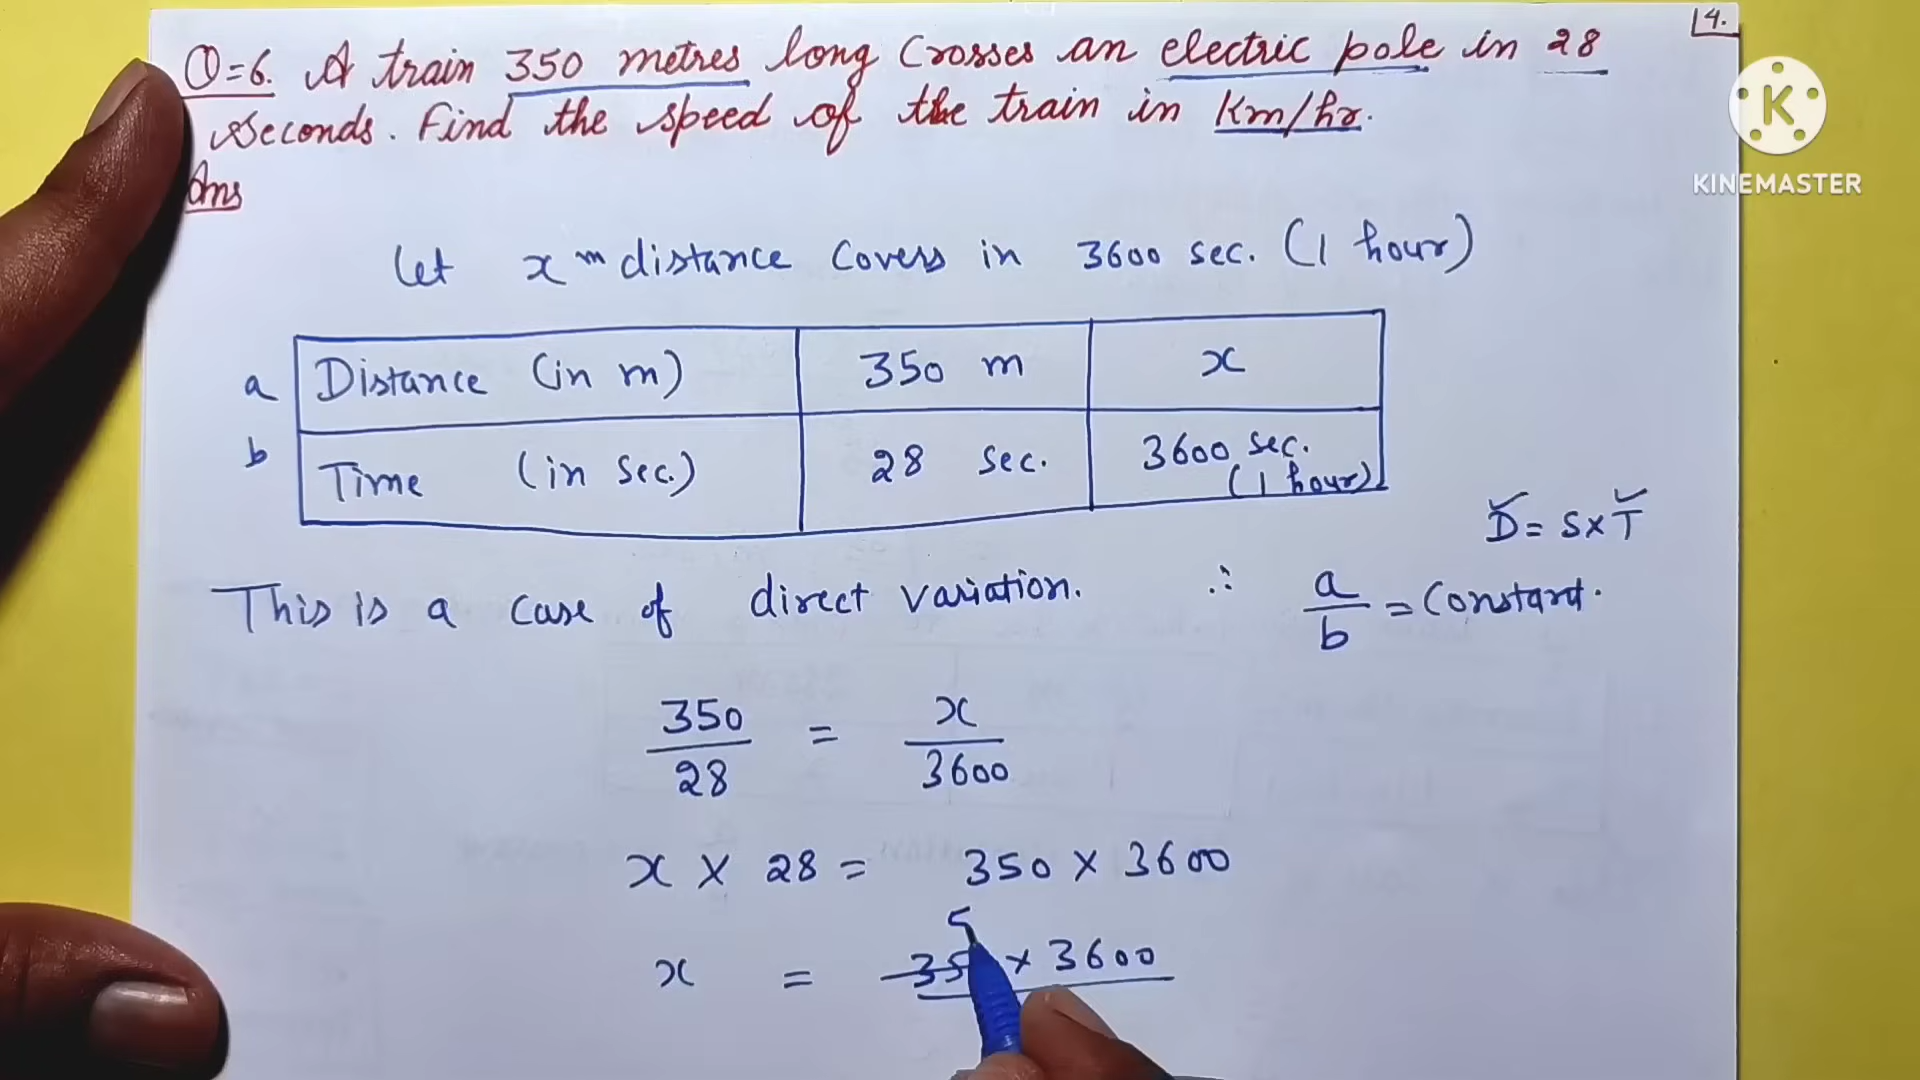 14.
Q=6. A train 350 metres long crosses an electric pole in 28
seconds. Find the speed of the train in Km/hr.
Ans
KINEMASTER
Let x m distance covers in 3600 sec. (1 hour)
a Distance (in m) 350 m x
b Time (in sec.) 28 sec. 3600 sec.
(1 hour)
D = S × T
This is a case of direct variation. ∴ a/b = Constant.
350/28 = x/3600
x × 28 = 350 × 3600
5
x = × 3600